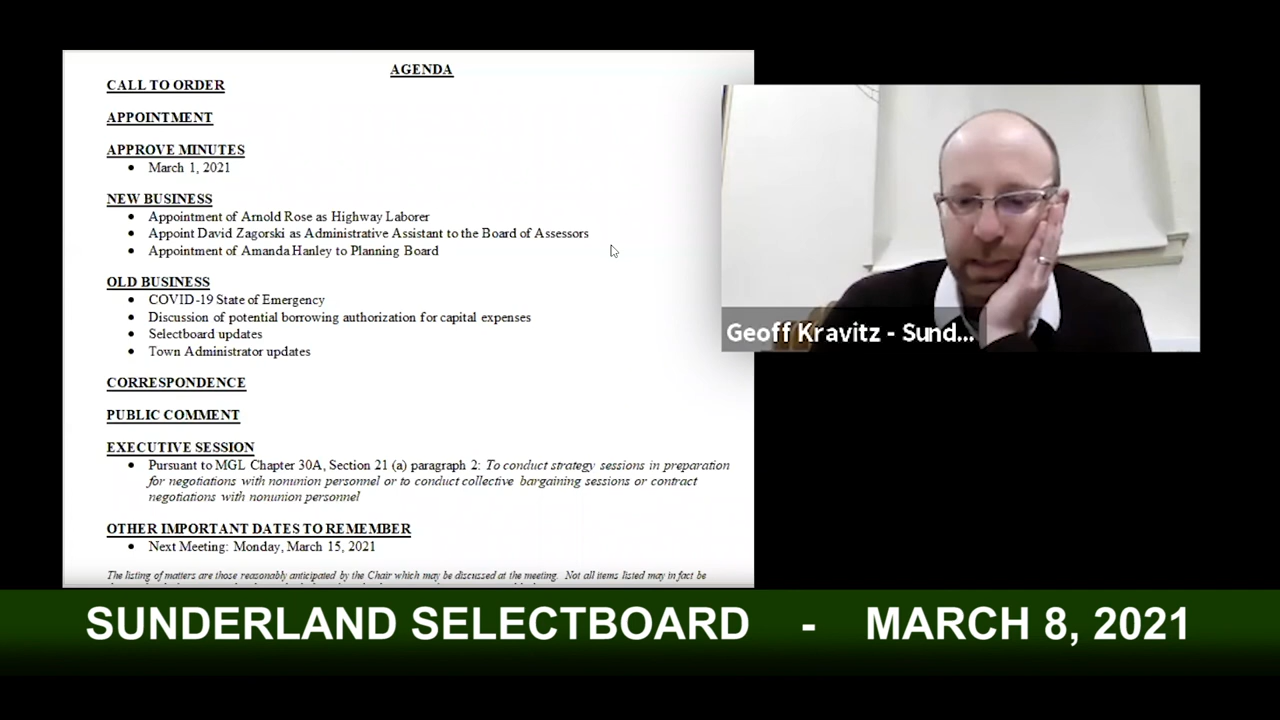 AGENDA
CALL TO ORDER
APPOINTMENT
APPROVE MINUTES
• March 1, 2021
NEW BUSINESS
• Appointment of Arnold Rose as Highway Laborer
• Appoint David Zagorski as Administrative Assistant to the Board of Assessors
• Appointment of Amanda Hanley to Planning Board
OLD BUSINESS
• COVID-19 State of Emergency
• Discussion of potential borrowing authorization for capital expenses
• Selectboard updates
• Town Administrator updates
CORRESPONDENCE
PUBLIC COMMENT
EXECUTIVE SESSION
• Pursuant to MGL Chapter 30A, Section 21 (a) paragraph 2: To conduct strategy sessions in preparation
for negotiations with nonunion personnel or to conduct collective bargaining sessions or contract
negotiations with nonunion personnel
OTHER IMPORTANT DATES TO REMEMBER
• Next Meeting: Monday, March 15, 2021
The listing of matters are those reasonably anticipated by the Chair which may be discussed at the meeting. Not all items listed may in fact be
Geoff Kravitz - Sund...
SUNDERLAND SELECTBOARD - MARCH 8, 2021